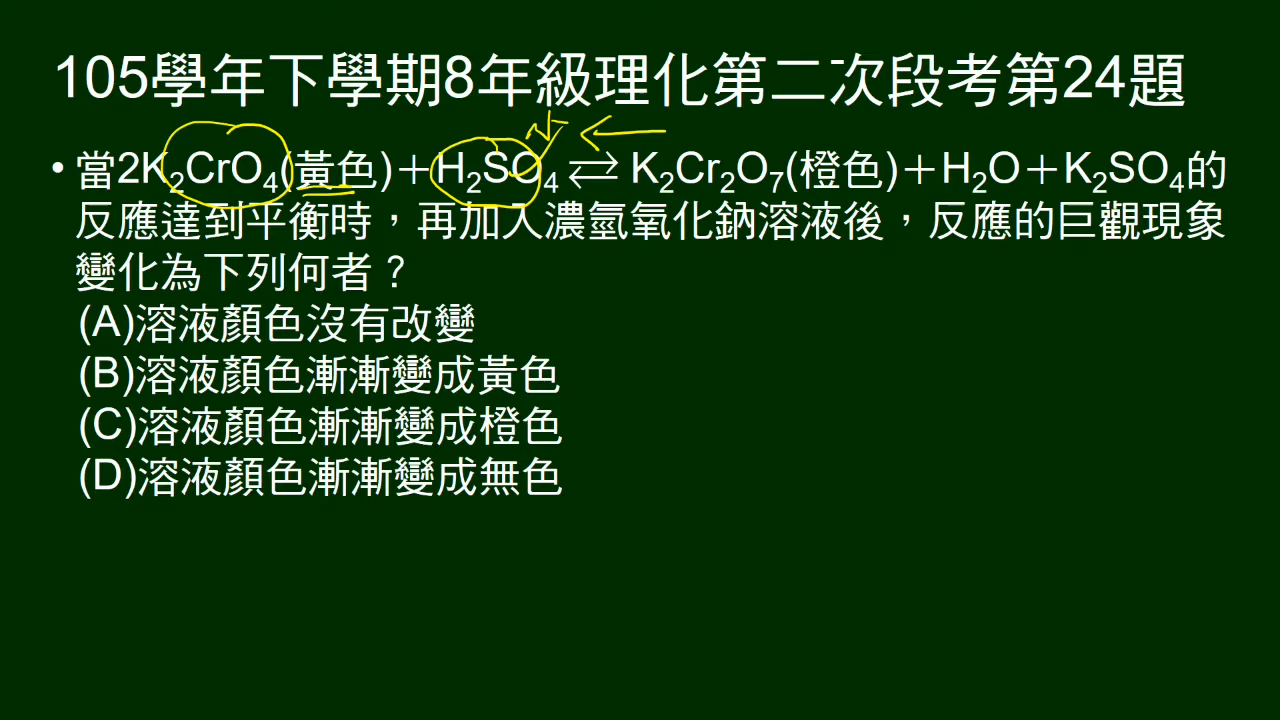 105學年下學期8年級理化第二次段考第24題
• 當2K₂CrO₄(黃色)＋H₂SO₄⇌K₂Cr₂O₇(橙色)＋H₂O＋K₂SO₄的
反應達到平衡時，再加入濃氫氧化鈉溶液後，反應的巨觀現象
變化為下列何者？
(A)溶液顏色沒有改變
(B)溶液顏色漸漸變成黃色
(C)溶液顏色漸漸變成橙色
(D)溶液顏色漸漸變成無色